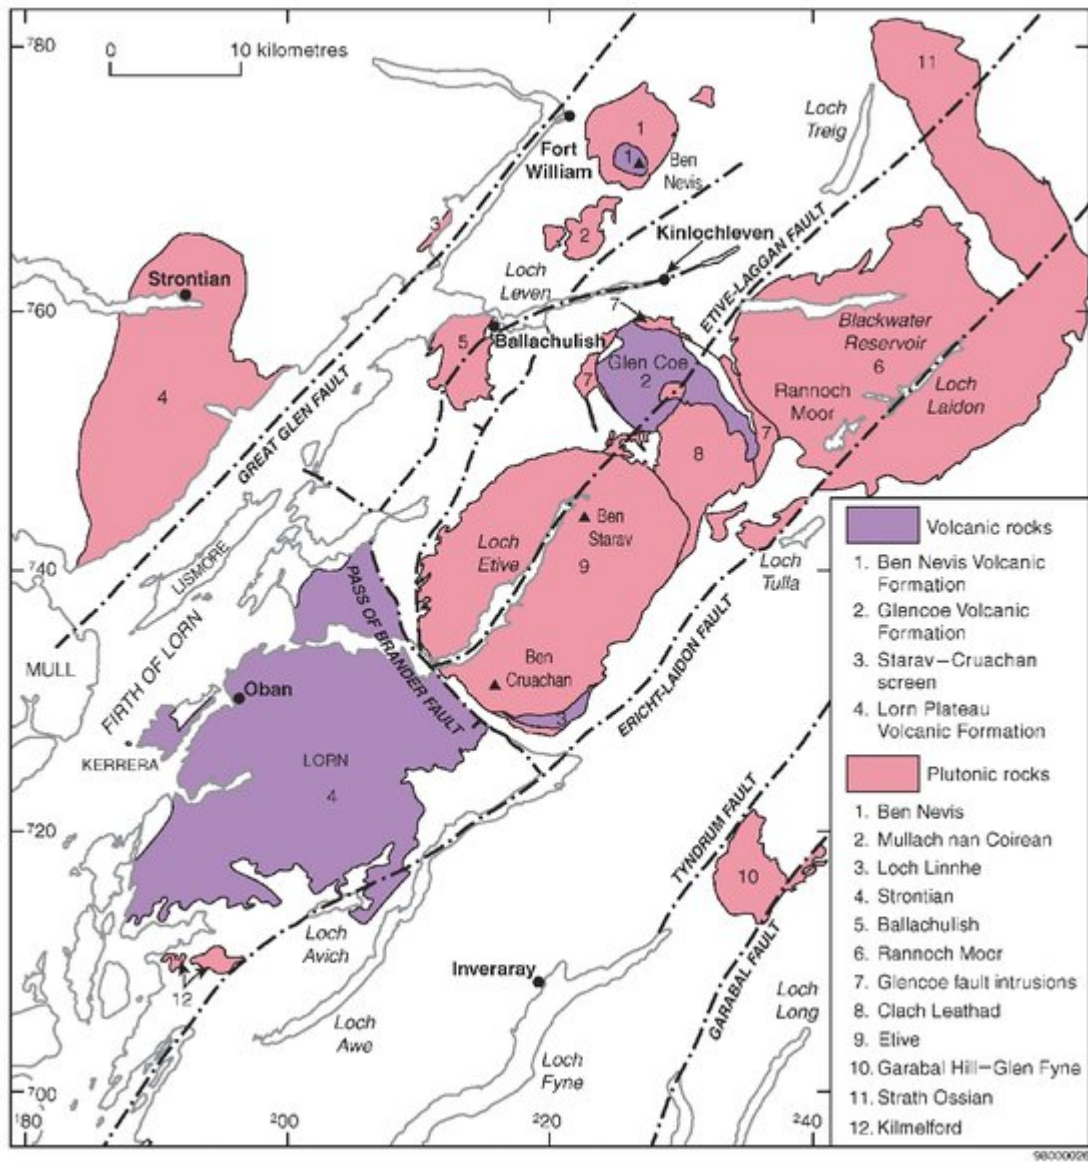 780
0 10 kilometres
11
Loch
Treig
1
Fort
William
1
Ben
Nevis
3
2
Kinlochleven
ETIVE-LAGGAN FAULT
Strontian
Loch
Leven
760
7
Blackwater
Reservoir
Ballachulish
5
Glen Coe
2
7
6
Rannoch
Moor
Loch
Laidon
4
GREAT GLEN FAULT
7
8
Ben
Starav
Loch
Etive
9
LISMORE
Loch
Tulla
740
PASS OF BRANDER FAULT
MULL
FIRTH OF LORN
Ben
Cruachan
ERICHT-LAIDON FAULT
Oban
3
KERRERA
LORN
4
TYNDRUM FAULT
720
10
Loch
Avich
GARABAL FAULT
12
Inveraray
Loch
Long
Loch
Awe
Loch
Fyne
700
180 200 220 240
Volcanic rocks
1. Ben Nevis Volcanic
Formation
2. Glencoe Volcanic
Formation
3. Starav–Cruachan
screen
4. Lorn Plateau
Volcanic Formation
Plutonic rocks
1. Ben Nevis
2. Mullach nan Coirean
3. Loch Linnhe
4. Strontian
5. Ballachulish
6. Rannoch Moor
7. Glencoe fault intrusions
8. Clach Leathad
9. Etive
10. Garabal Hill–Glen Fyne
11. Strath Ossian
12. Kilmelford